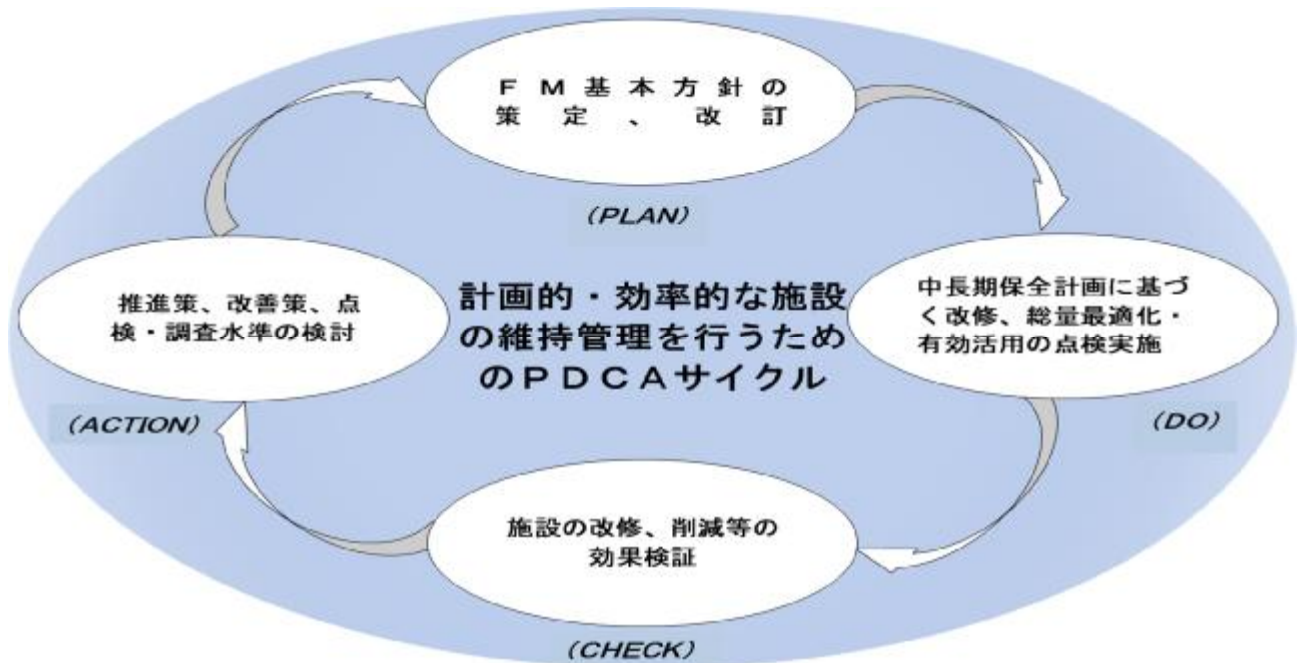 ＦＭ基本方針の
策定、改訂
(PLAN)
中長期保全計画に基づ
く改修、総量最適化・
有効活用の点検実施
(DO)
計画的・効率的な施設
の維持管理を行うため
のＰＤＣＡサイクル
推進策、改善策、点
検・調査水準の検討
(ACTION)
施設の改修、削減等の
効果検証
(CHECK)